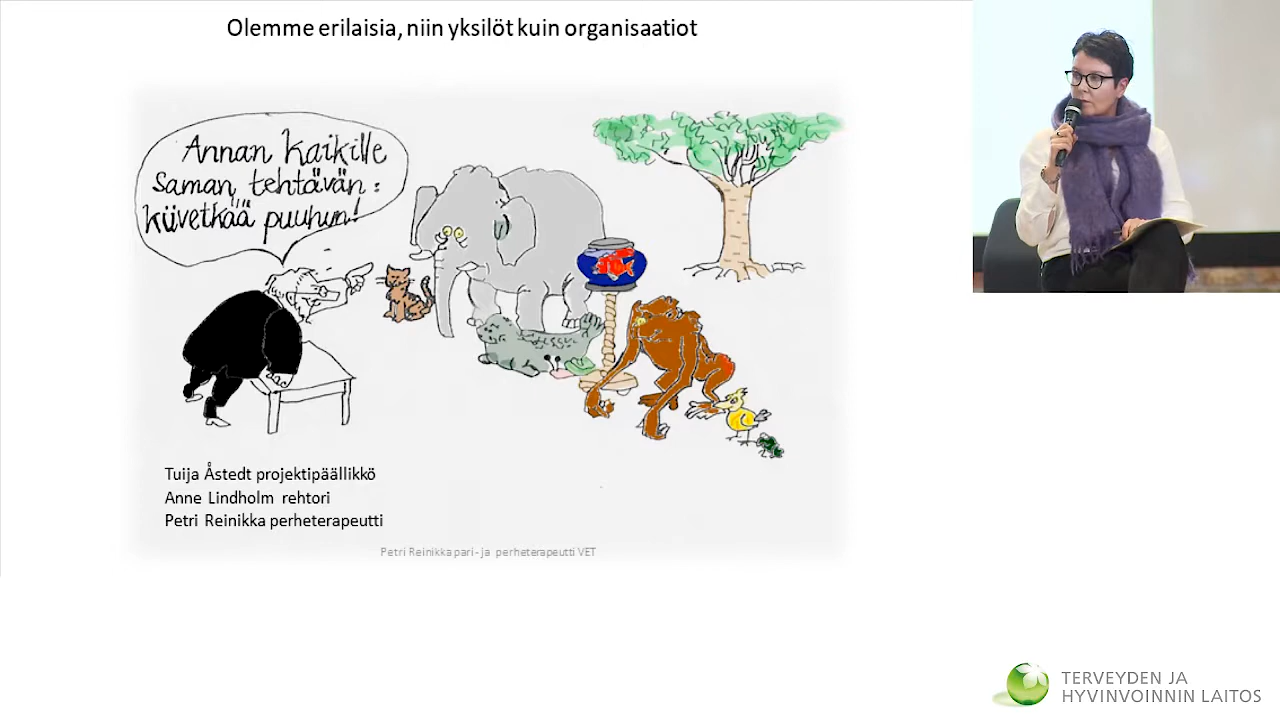 Olemme erilaisia, niin yksilöt kuin organisaatiot
Annan kaikille
saman tehtävän:
küvetkää puuhun!
Tuija Åstedt projektipäällikkö
Anne Lindholm rehtori
Petri Reinikka perheterapeutti
Petri Reinikka pari- ja perheterapeutti VET
TERVEYDEN JA
HYVINVOINNIN LAITOS